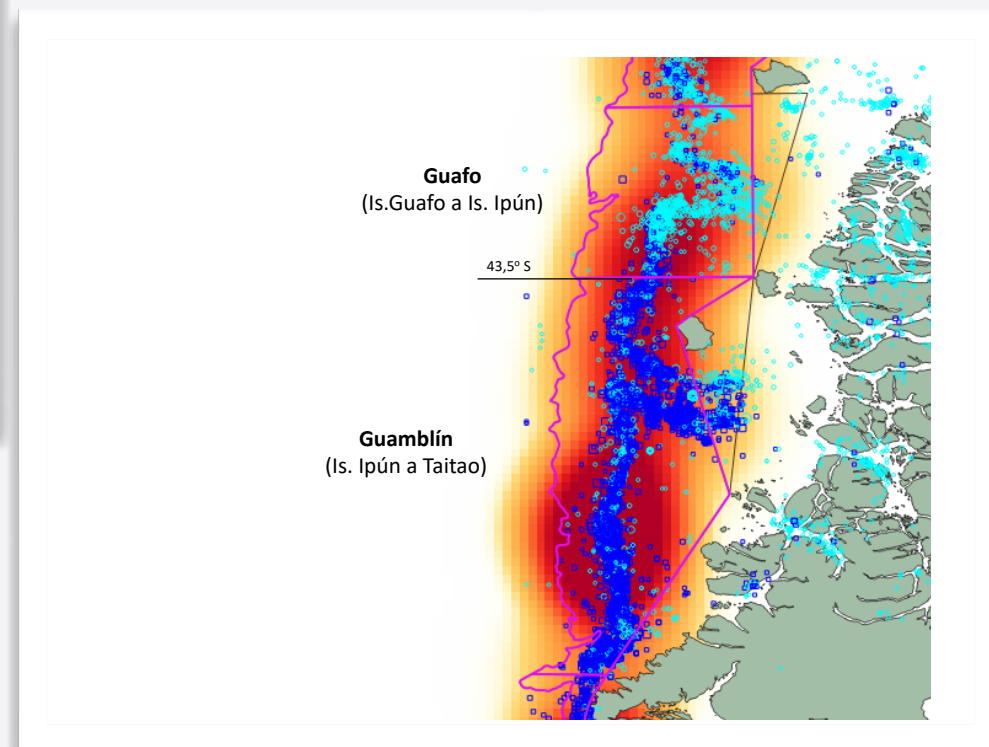 Guafo
(Is.Guafo a Is. Ipún)
43,5º S
Guamblín
(Is. Ipún a Taitao)